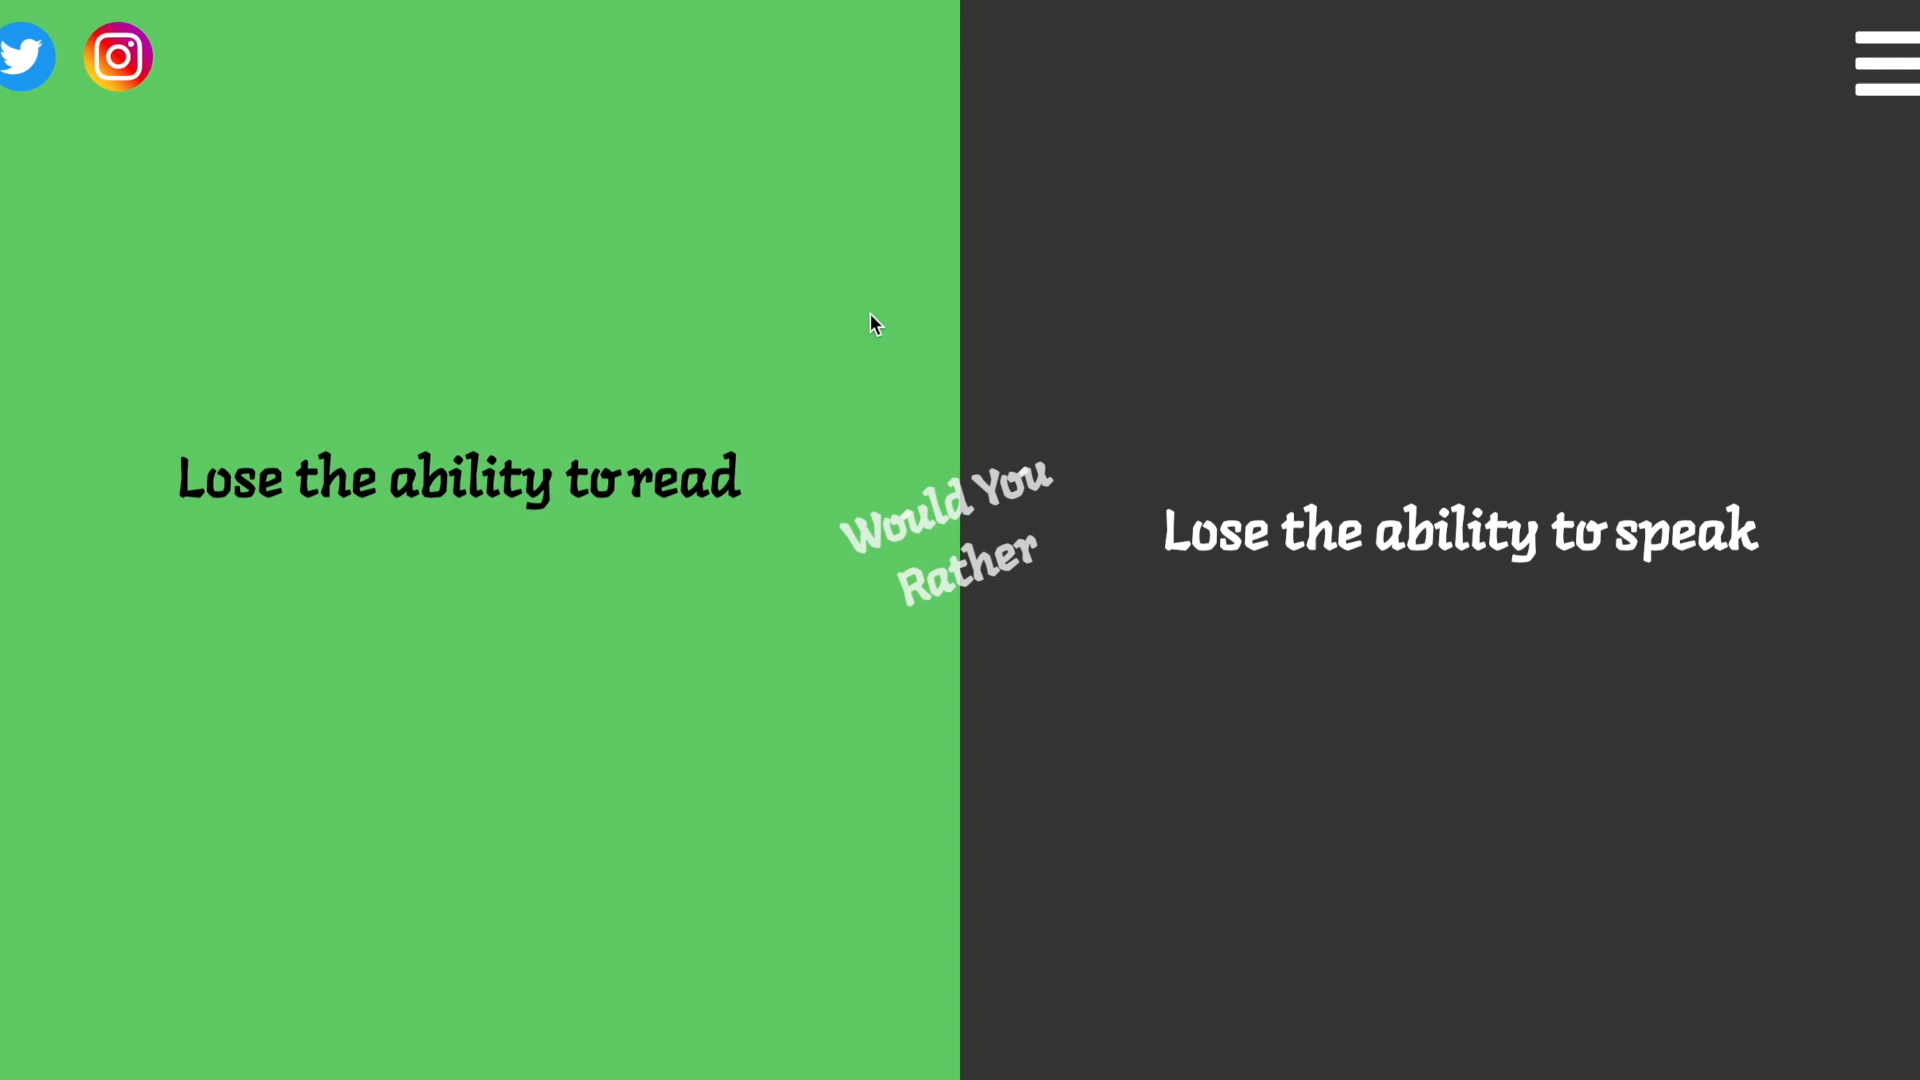 Lose the ability to read
Would You
Rather
Lose the ability to speak